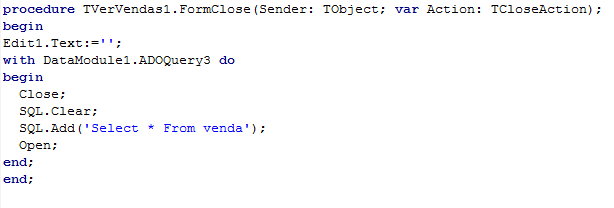 procedure TVerVendas1.FormClose(Sender: TObject; var Action: TCloseAction);
begin
Edit1.Text:='';
with DataModule1.ADOQuery3 do
begin
  Close;
  SQL.Clear;
  SQL.Add('Select * From venda');
  Open;
end;
end;